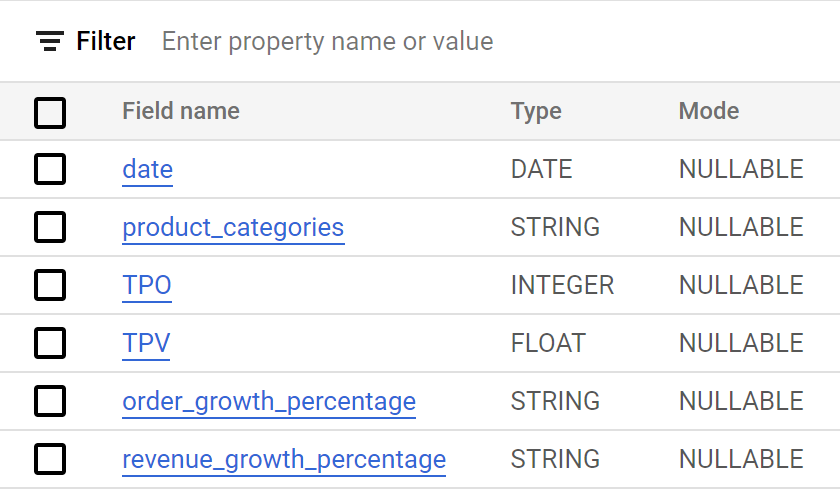 Filter Enter property name or value
Field name Type Mode
date DATE NULLABLE
product_categories STRING NULLABLE
TPO INTEGER NULLABLE
TPV FLOAT NULLABLE
order_growth_percentage STRING NULLABLE
revenue_growth_percentage STRING NULLABLE